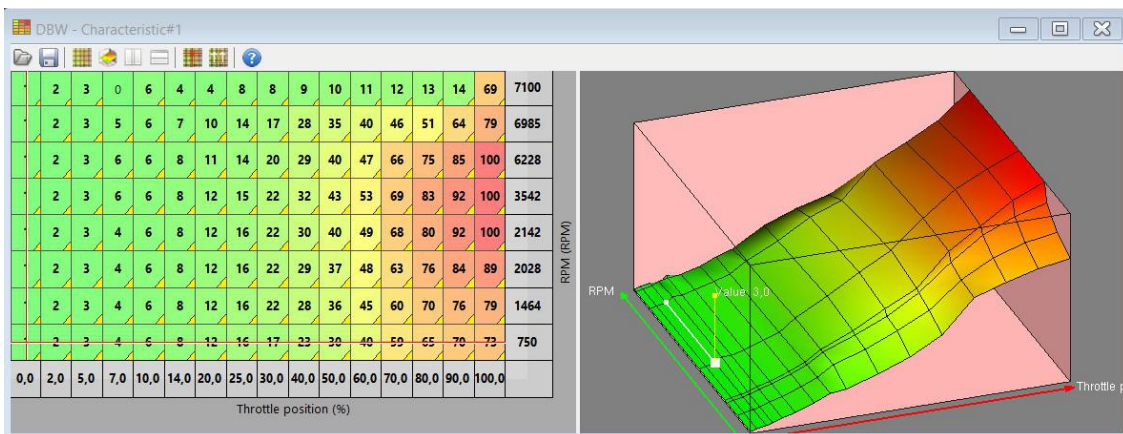 DBW - Characteristic#1
2 3 0 6 4 4 8 8 9 10 11 12 13 14 69 7100
2 3 5 6 7 10 14 17 28 35 40 46 51 64 79 6985
2 3 6 6 8 11 14 20 29 40 47 66 75 85 100 6228
2 3 6 6 8 12 15 22 32 43 53 69 83 92 100 3542
2 3 4 6 8 12 16 22 30 40 49 68 80 92 100 2142
2 3 4 6 8 12 16 22 29 37 48 63 76 84 89 2028
2 3 4 6 8 12 16 22 28 36 45 60 70 76 79 1464
2 3 4 6 8 12 16 17 23 30 40 59 65 70 73 750
0,0 2,0 5,0 7,0 10,0 14,0 20,0 25,0 30,0 40,0 50,0 60,0 70,0 80,0 90,0 100,0
Throttle position (%)
RPM (RPM)
RPM
Value: 3,0
Throttle p